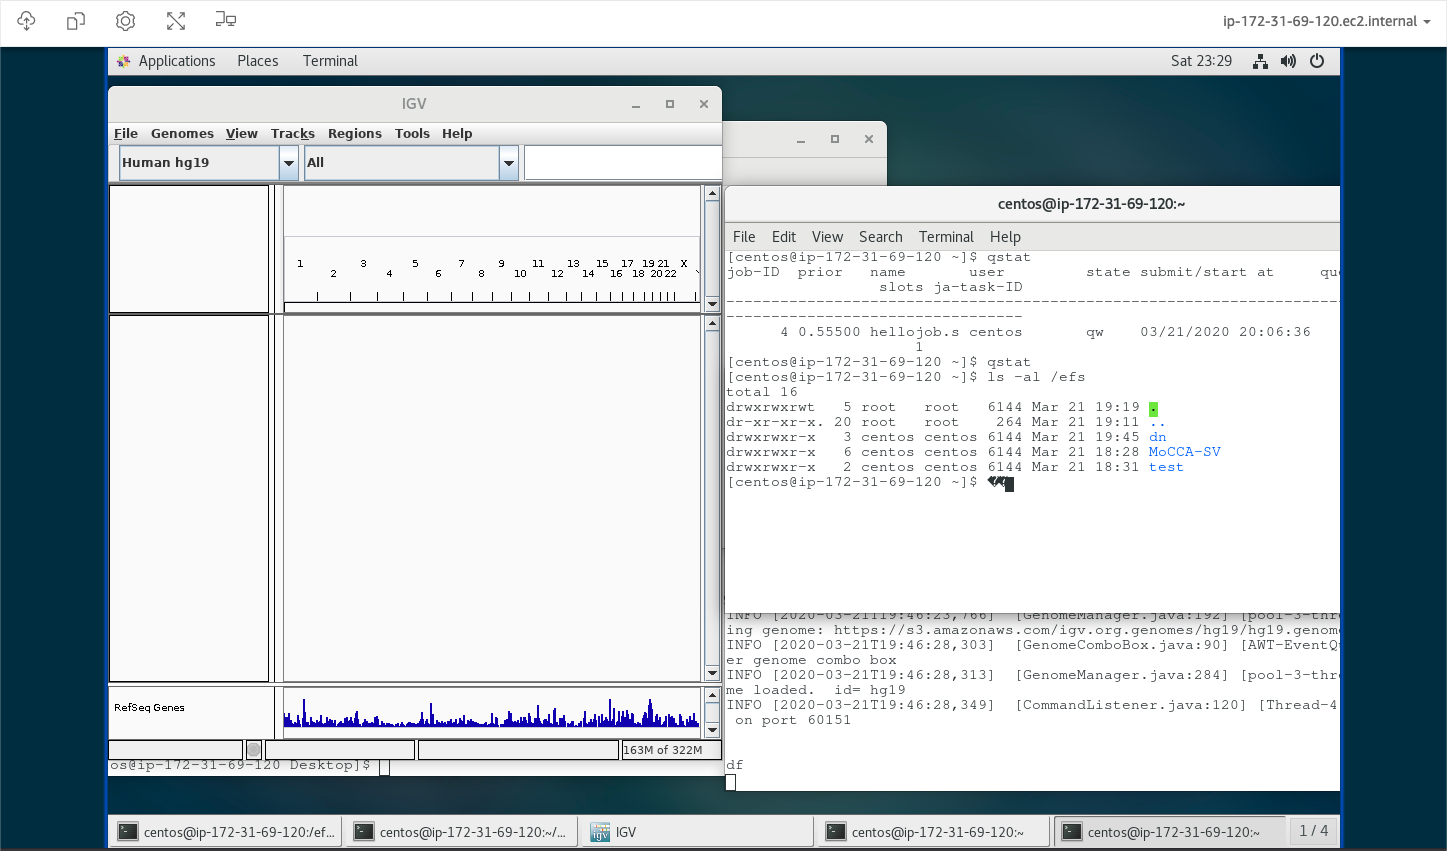 ip-172-31-69-120.ec2.internal
Applications Places Terminal
Sat 23:29
IGV
File Genomes View Tracks Regions Tools Help
Human hg19
All
1 2 3 4 5 6 7 8 9 10 11 12 13 14 15 16 17 18 19 20 21 22 X
RefSeq Genes
163M of 322M
os@ip-172-31-69-120 Desktop]$
centos@ip-172-31-69-120:~
File Edit View Search Terminal Help
[centos@ip-172-31-69-120 ~]$ qstat
job-ID  prior   name       user         state submit/start at     que
slots ja-task-ID
-----------------------------------------------------------------------
---------------------------------
4 0.55500 hellojob.s centos       qw    03/21/2020 20:06:36
1
[centos@ip-172-31-69-120 ~]$ qstat
[centos@ip-172-31-69-120 ~]$ ls -al /efs
total 16
drwxrwxrwt   5 root   root   6144 Mar 21 19:19 .
dr-xr-xr-x. 20 root   root    264 Mar 21 19:11 ..
drwxrwxr-x   3 centos centos 6144 Mar 21 19:45 dn
drwxrwxr-x   6 centos centos 6144 Mar 21 18:28 MoCCA-SV
drwxrwxr-x   2 centos centos 6144 Mar 21 18:31 test
[centos@ip-172-31-69-120 ~]$
INFO [2020-03-21T19:46:23,766]  [GenomeManager.java:192] [pool-3-thr
ing genome: https://s3.amazonaws.com/igv.org.genomes/hg19/hg19.genom
INFO [2020-03-21T19:46:28,303]  [GenomeComboBox.java:90] [AWT-EventQ
er genome combo box
INFO [2020-03-21T19:46:28,313]  [GenomeManager.java:284] [pool-3-thr
me loaded.  id= hg19
INFO [2020-03-21T19:46:28,349]  [CommandListener.java:120] [Thread-4
on port 60151
df
centos@ip-172-31-69-120:/ef...
centos@ip-172-31-69-120:~/...
IGV
centos@ip-172-31-69-120:~
centos@ip-172-31-69-120:~
1 / 4